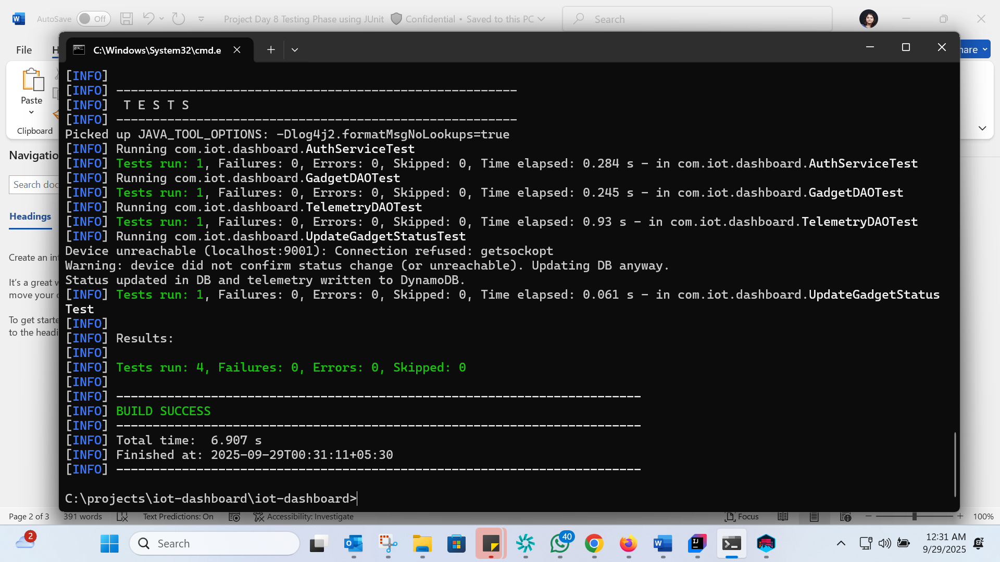 AutoSave Off Project Day 8 Testing Phase using JUnit Confidential • Saved to this PC Search
C:\Windows\System32\cmd.e
File
Paste
Clipboard
Navigatio
Search doc
Headings
Create an in
It's a great w
move your c
To get starte
to the headi
[INFO]
[INFO] -------------------------------------------------------
[INFO]  T E S T S
[INFO] -------------------------------------------------------
Picked up JAVA_TOOL_OPTIONS: -Dlog4j2.formatMsgNoLookups=true
[INFO] Running com.iot.dashboard.AuthServiceTest
[INFO] Tests run: 1, Failures: 0, Errors: 0, Skipped: 0, Time elapsed: 0.284 s - in com.iot.dashboard.AuthServiceTest
[INFO] Running com.iot.dashboard.GadgetDAOTest
[INFO] Tests run: 1, Failures: 0, Errors: 0, Skipped: 0, Time elapsed: 0.245 s - in com.iot.dashboard.GadgetDAOTest
[INFO] Running com.iot.dashboard.TelemetryDAOTest
[INFO] Tests run: 1, Failures: 0, Errors: 0, Skipped: 0, Time elapsed: 0.93 s - in com.iot.dashboard.TelemetryDAOTest
[INFO] Running com.iot.dashboard.UpdateGadgetStatusTest
Device unreachable (localhost:9001): Connection refused: getsockopt
Warning: device did not confirm status change (or unreachable). Updating DB anyway.
Status updated in DB and telemetry written to DynamoDB.
[INFO] Tests run: 1, Failures: 0, Errors: 0, Skipped: 0, Time elapsed: 0.061 s - in com.iot.dashboard.UpdateGadgetStatus
Test
[INFO]
[INFO] Results:
[INFO]
[INFO] Tests run: 4, Failures: 0, Errors: 0, Skipped: 0
[INFO]
[INFO] ------------------------------------------------------------------------
[INFO] BUILD SUCCESS
[INFO] ------------------------------------------------------------------------
[INFO] Total time:  6.907 s
[INFO] Finished at: 2025-09-29T00:31:11+05:30
[INFO] ------------------------------------------------------------------------
C:\projects\iot-dashboard\iot-dashboard>
hare
Page 2 of 3 391 words Text Predictions: On Accessibility: Investigate Focus 100%
2 Search 40 12:31 AM
9/29/2025